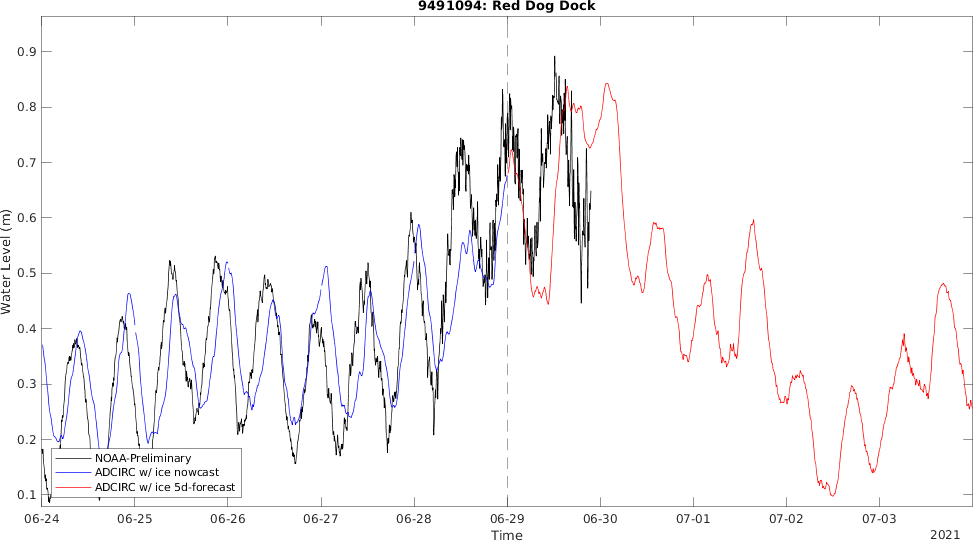 9491094: Red Dog Dock
Water Level (m)
0.9
0.8
0.7
0.6
0.5
0.4
0.3
0.2
0.1
NOAA-Preliminary
ADCIRC w/ ice nowcast
ADCIRC w/ ice 5d-forecast
06-24 06-25 06-26 06-27 06-28 06-29 06-30 07-01 07-02 07-03
Time
2021